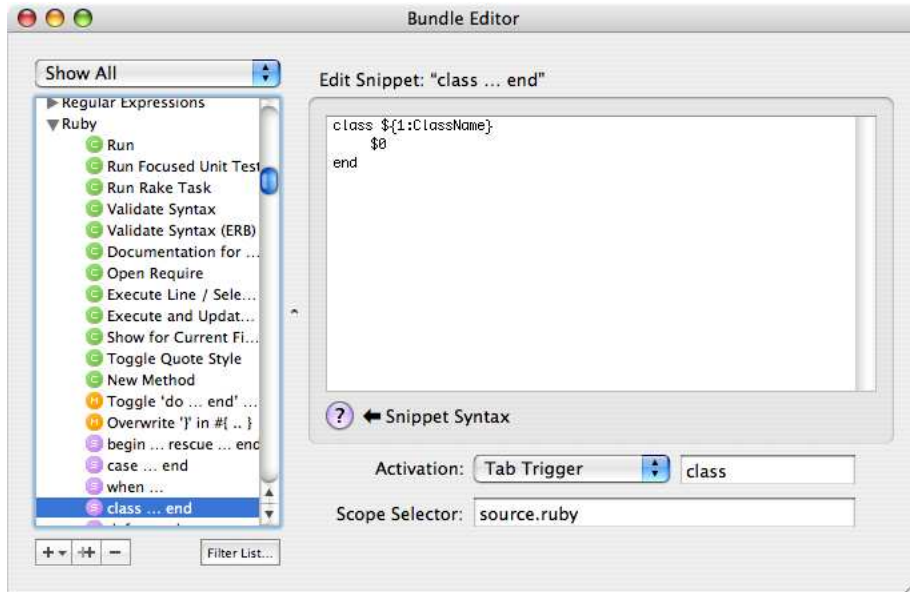 Bundle Editor
Show All
Regular Expressions
Ruby
Run
Run Focused Unit Test
Run Rake Task
Validate Syntax
Validate Syntax (ERB)
Documentation for ...
Open Require
Execute Line / Sele...
Execute and Updat...
Show for Current Fi...
Toggle Quote Style
New Method
Toggle 'do ... end' ...
Overwrite '}' in #{ .. }
begin ... rescue ... end
case ... end
when ...
class ... end
Filter List...
Edit Snippet: "class ... end"
class ${1:ClassName}
$0
end
? Snippet Syntax
Activation: Tab Trigger class
Scope Selector: source.ruby